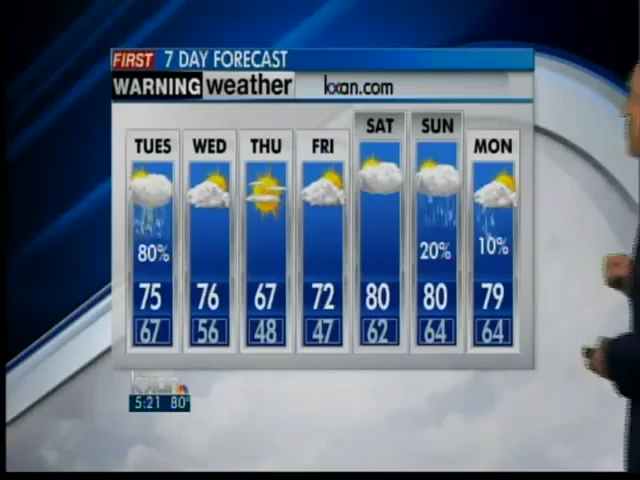 FIRST 7 DAY FORECAST
WARNING weather kxan.com
TUES WED THU FRI SAT SUN MON
80% 20% 10%
75 76 67 72 80 80 79
67 56 48 47 62 64 64
kxan
5:21 80°